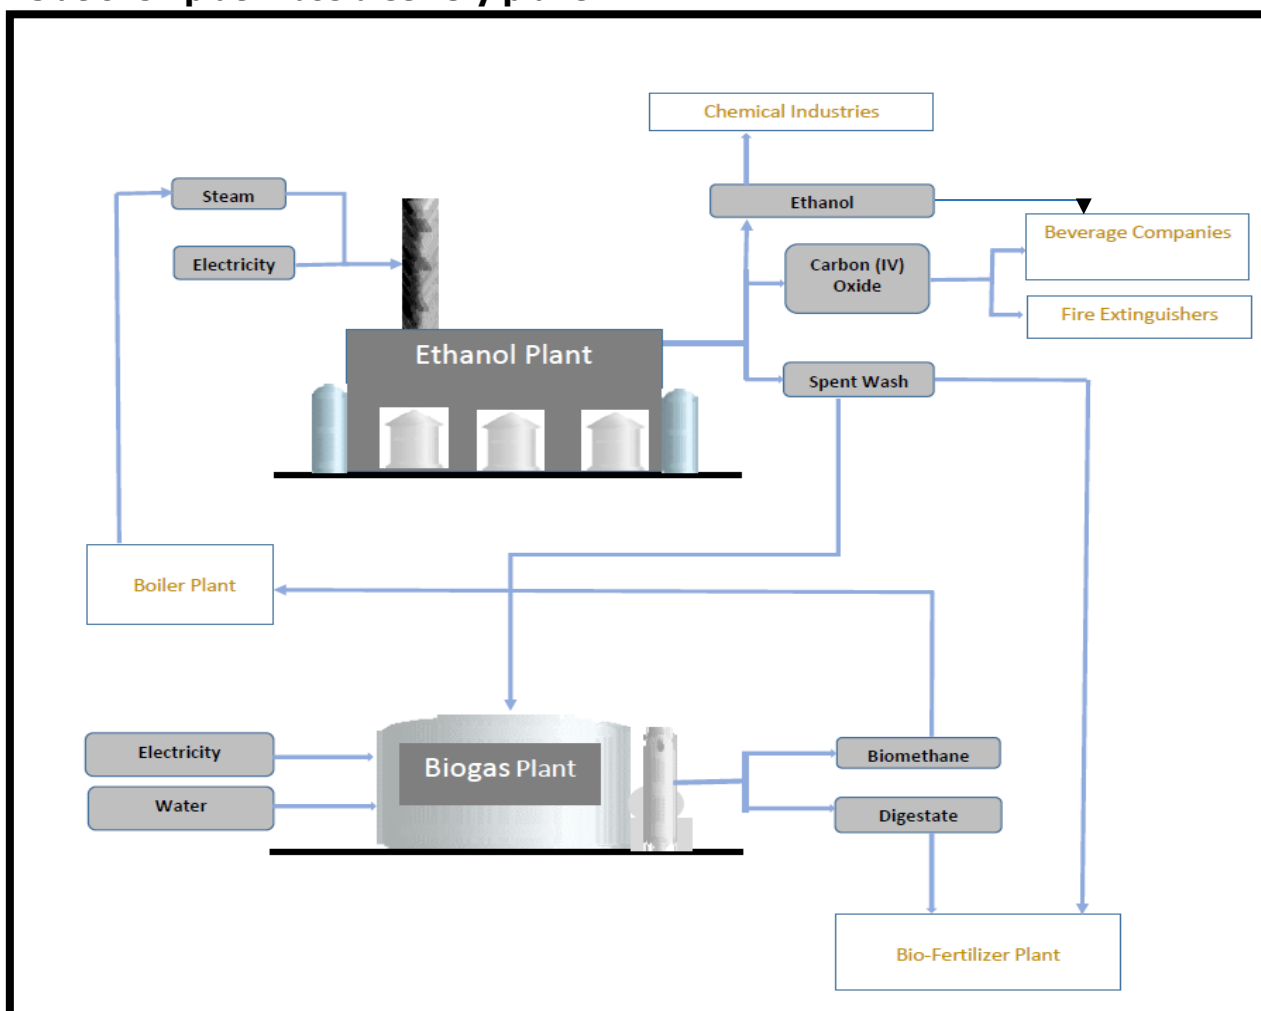 Chemical Industries
Steam
Ethanol
Electricity
Beverage Companies
Carbon (IV)
Oxide
Fire Extinguishers
Ethanol Plant
Spent Wash
Boiler Plant
Electricity
Biogas Plant
Biomethane
Water
Digestate
Bio-Fertilizer Plant